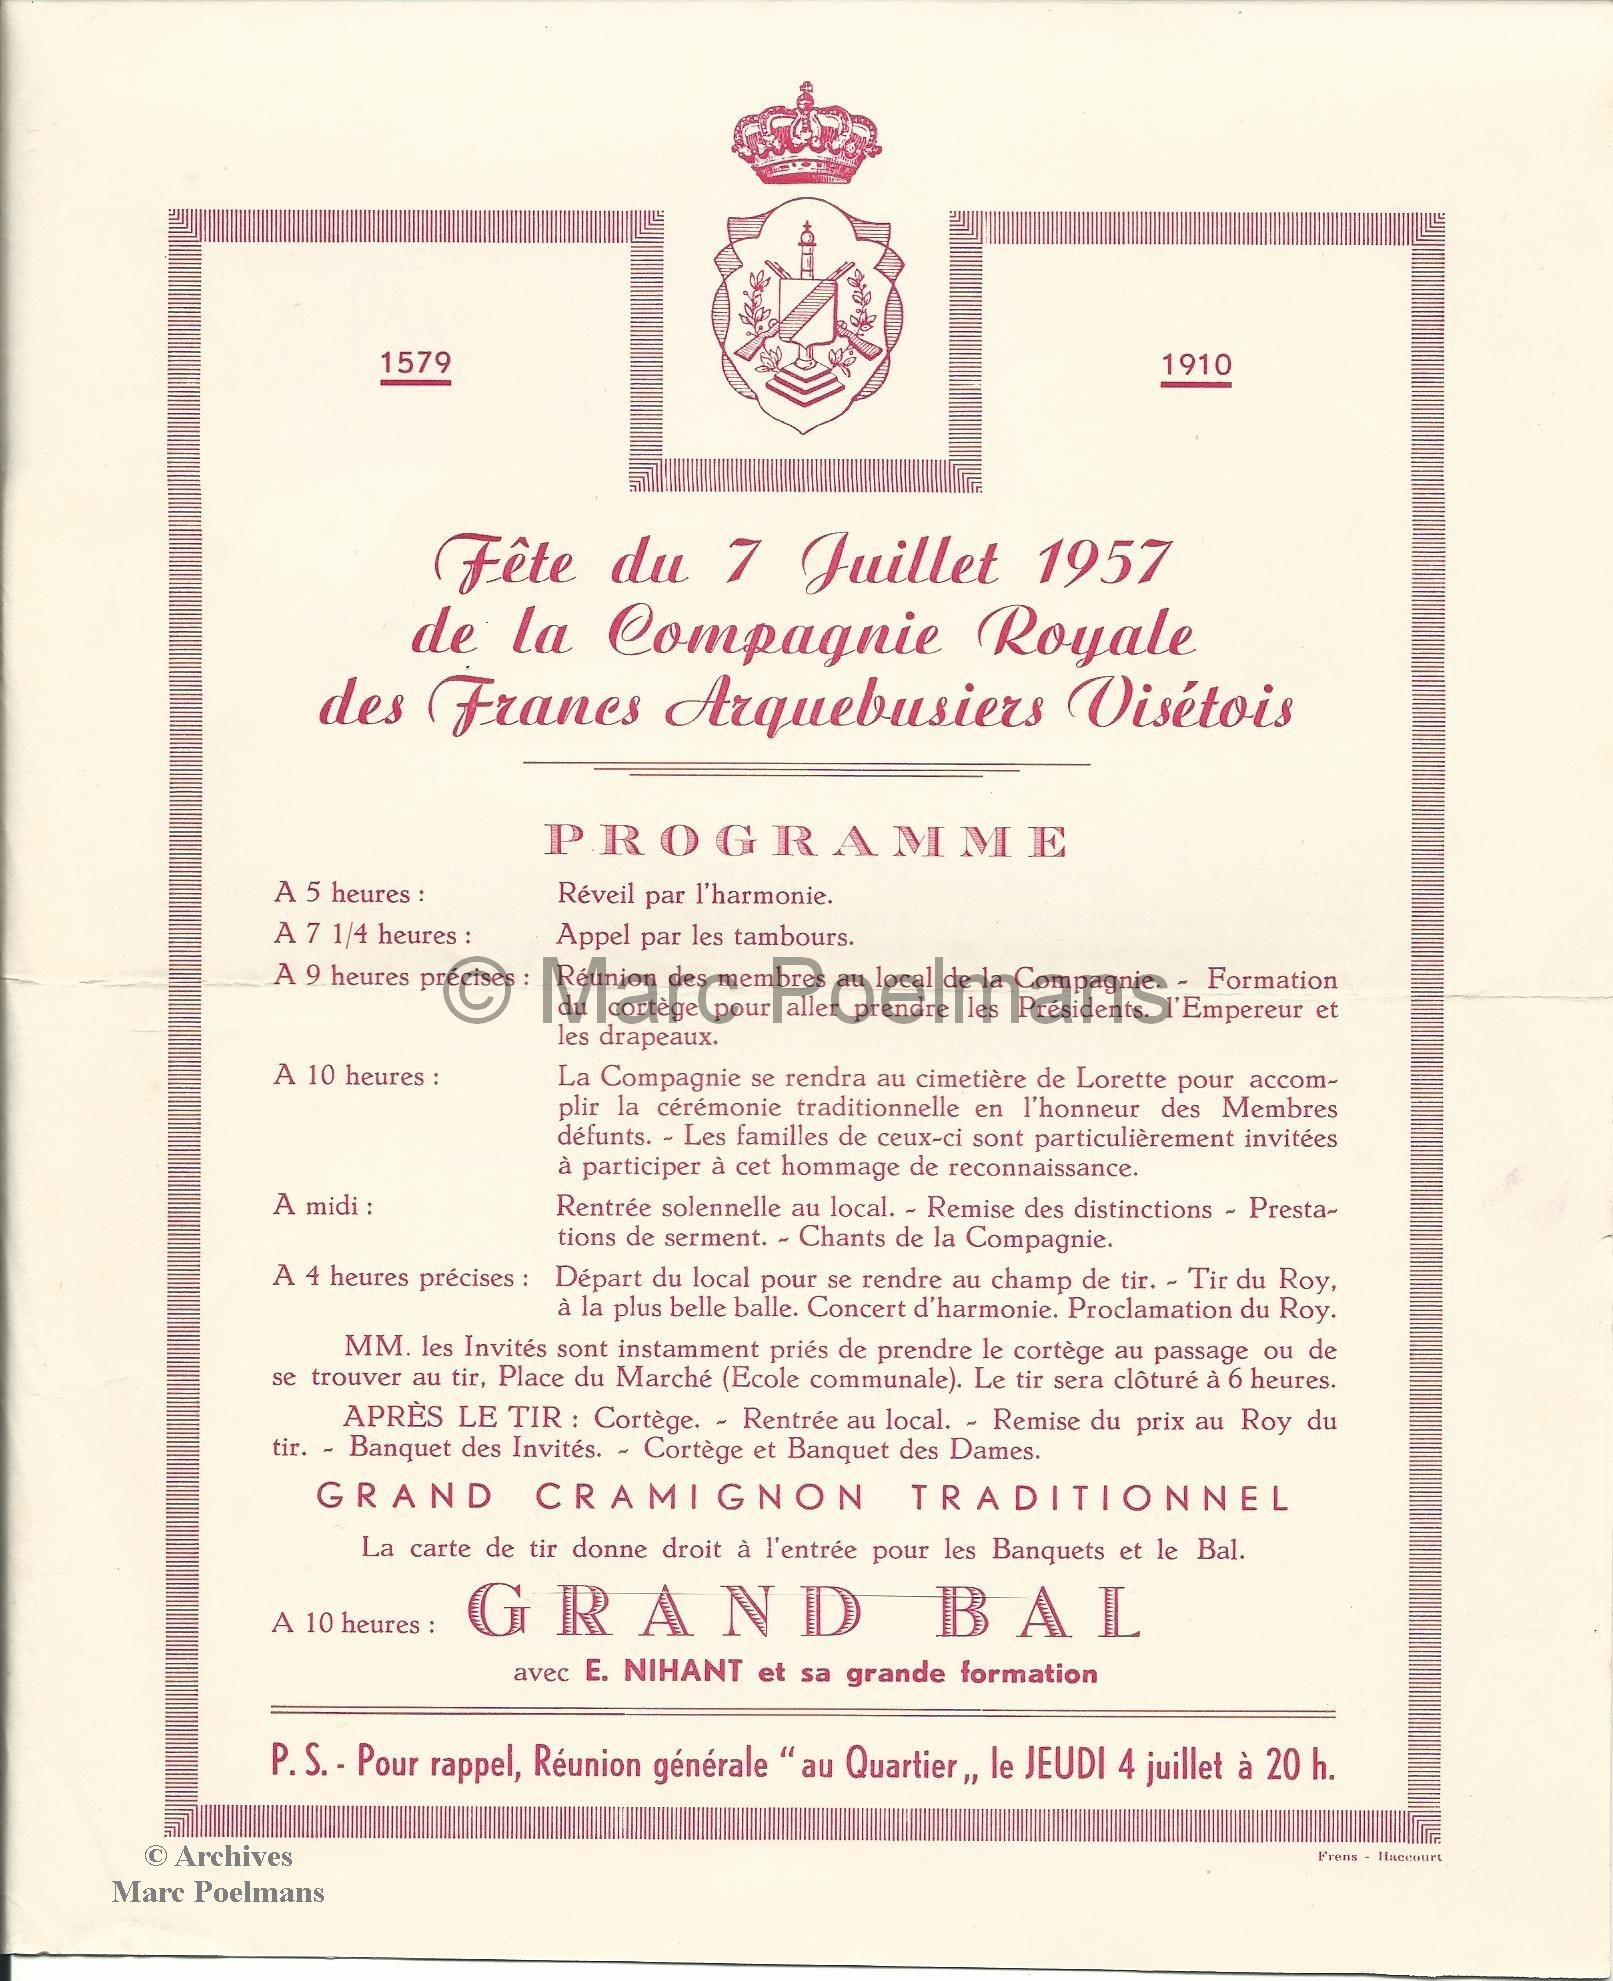 1579
1910
Fête du 7 Juillet 1957
de la Compagnie Royale
des Francs Arquebusiers Visétois
PROGRAMME
A 5 heures : Réveil par l'harmonie.
A 7 1/4 heures : Appel par les tambours.
A 9 heures précises : Réunion des membres au local de la Compagnie. - Formation
du cortège pour aller prendre les Présidents. l'Empereur et
les drapeaux.
© Marc Poelmans
A 10 heures : La Compagnie se rendra au cimetière de Lorette pour accom-
plir la cérémonie traditionnelle en l'honneur des Membres
défunts. - Les familles de ceux-ci sont particulièrement invitées
à participer à cet hommage de reconnaissance.
A midi : Rentrée solennelle au local. - Remise des distinctions - Presta-
tions de serment. - Chants de la Compagnie.
A 4 heures précises : Départ du local pour se rendre au champ de tir. - Tir du Roy,
à la plus belle balle. Concert d'harmonie. Proclamation du Roy.
MM. les Invités sont instamment priés de prendre le cortège au passage ou de
se trouver au tir, Place du Marché (Ecole communale). Le tir sera clôturé à 6 heures.
APRÈS LE TIR : Cortège. - Rentrée au local. - Remise du prix au Roy du
tir. - Banquet des Invités. - Cortège et Banquet des Dames.
GRAND CRAMIGNON TRADITIONNEL
La carte de tir donne droit à l'entrée pour les Banquets et le Bal.
A 10 heures : GRAND BAL
avec E. NIHANT et sa grande formation
P. S. - Pour rappel, Réunion générale "au Quartier„ le JEUDI 4 juillet à 20 h.
Frens - Haccourt
© Archives
Marc Poelmans